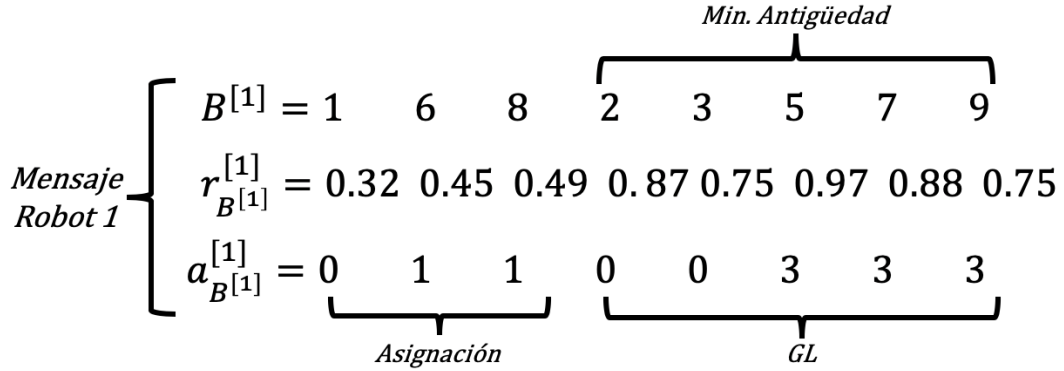 Min. Antigüedad
B^[1] = 1 6 8 2 3 5 7 9
Mensaje Robot 1
r_{B^[1]}^[1] = 0.32 0.45 0.49 0.87 0.75 0.97 0.88 0.75
a_{B^[1]}^[1] = 0 1 1 0 0 3 3 3
Asignación GL